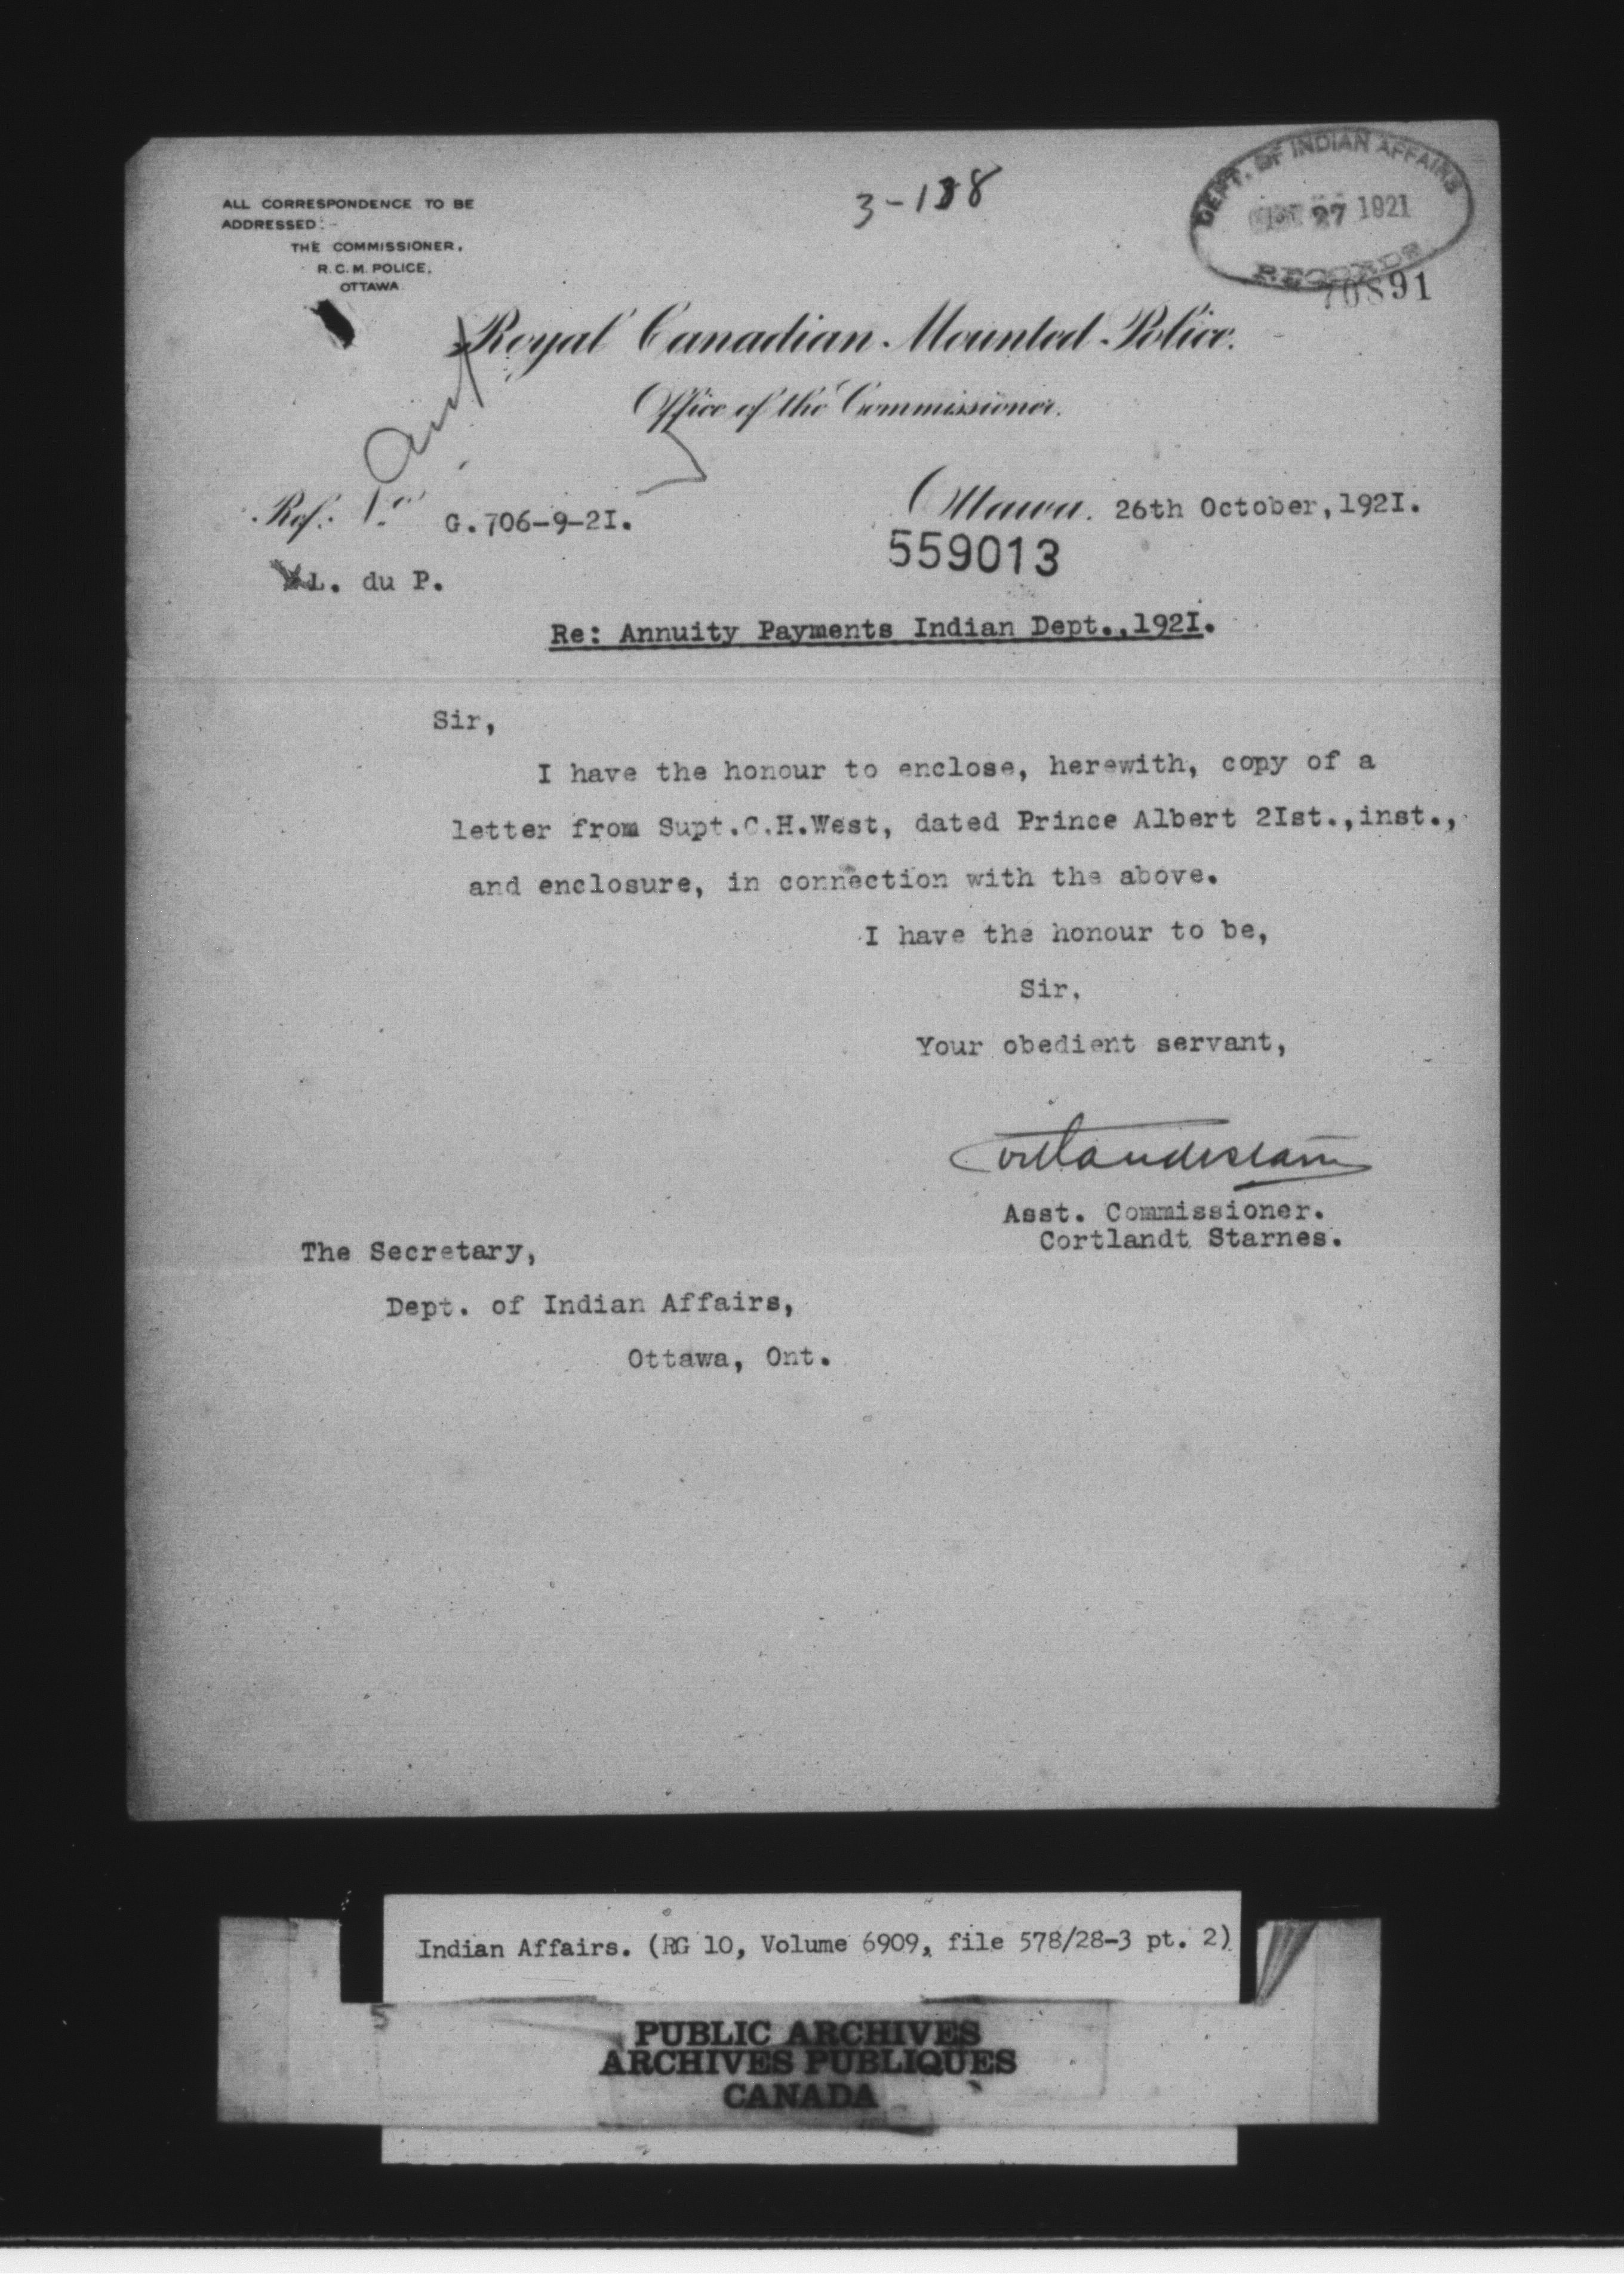 ALL CORRESPONDENCE TO BE
ADDRESSED:-
THE COMMISSIONER,
R.C.M. POLICE,
OTTAWA.
3-138
DEPT. OF INDIAN AFFAIRS
27 1921
RECORDS
70891
Royal Canadian Mounted Police.
Office of the Commissioner.
Ref: No G.706-9-2I.
Ottawa. 26th October,192I.
559013
L. du P.
Re: Annuity Payments Indian Dept.,192I.
Sir,
I have the honour to enclose, herewith, copy of a
letter from Supt.C.H.West, dated Prince Albert 2Ist.,inst.,
and enclosure, in connection with the above.
I have the honour to be,
Sir,
Your obedient servant,
Cortlandt Starnes
Asst. Commissioner.
Cortlandt Starnes.
The Secretary,
Dept. of Indian Affairs,
Ottawa, Ont.
Indian Affairs. (RG 10, Volume 6909, file 578/28-3 pt. 2)
5
PUBLIC ARCHIVES
ARCHIVES PUBLIQUES
CANADA